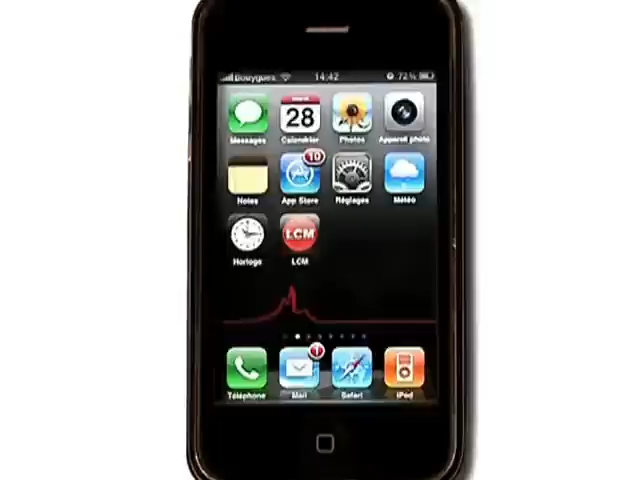 Bouygues 14:42 72 %
28
Messages Calendrier Photos Appareil photo
10
Notes App Store Réglages Météo
LCM
Horloge LCM
1
Téléphone Mail Safari iPod